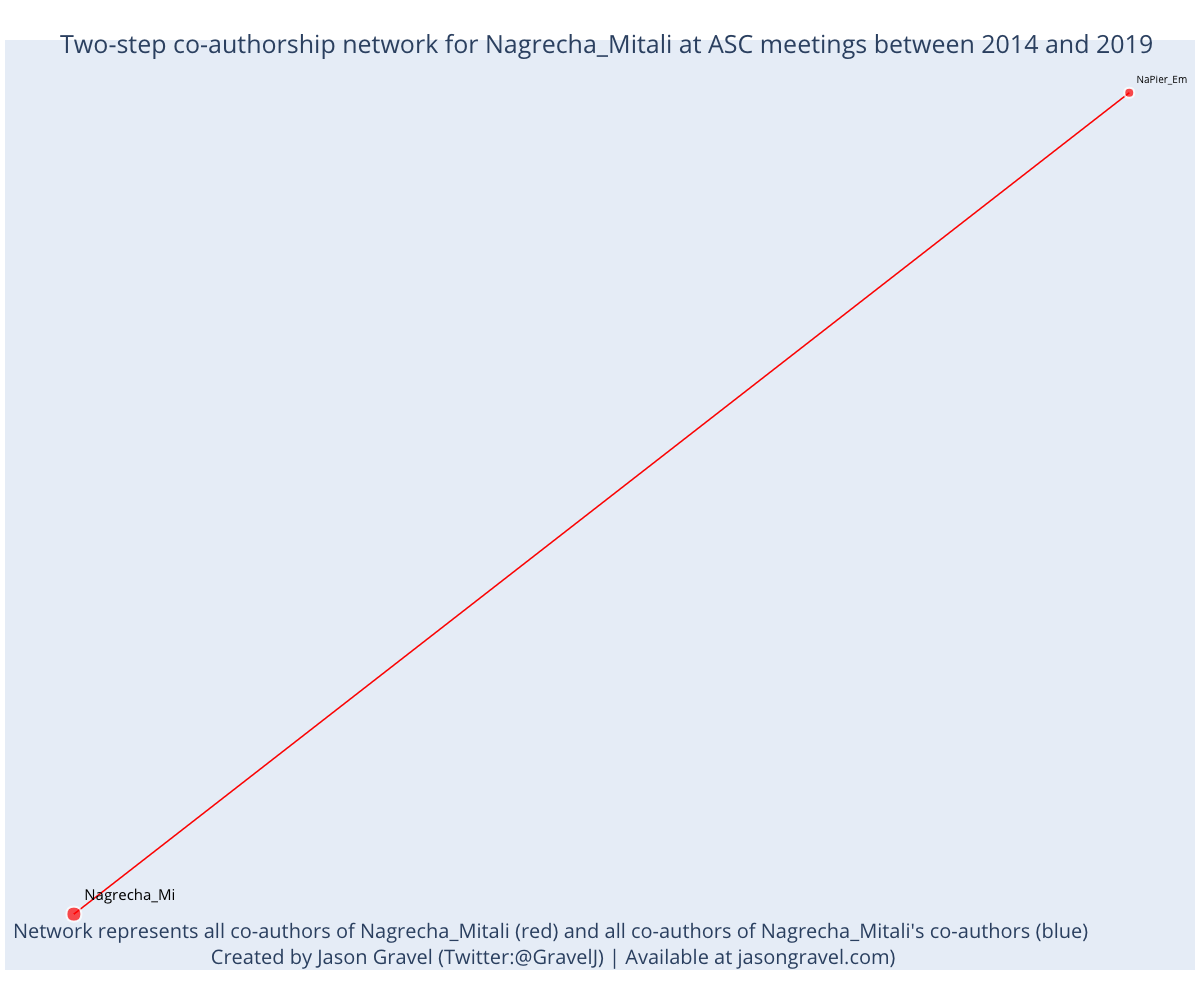 Two-step co-authorship network for Nagrecha_Mitali at ASC meetings between 2014 and 2019
NaPier_Em
Nagrecha_Mi
Network represents all co-authors of Nagrecha_Mitali (red) and all co-authors of Nagrecha_Mitali's co-authors (blue)
Created by Jason Gravel (Twitter:@GravelJ) | Available at jasongravel.com)